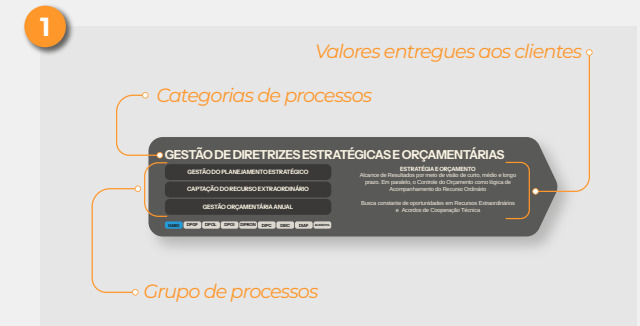 1
Valores entregues aos clientes
Categorias de processos
GESTÃO DE DIRETRIZES ESTRATÉGICAS E ORÇAMENTÁRIAS
GESTÃO DO PLANEJAMENTO ESTRATÉGICO
CAPTAÇÃO DO RECURSO EXTRAORDINÁRIO
GESTÃO ORÇAMENTÁRIA ANUAL
ESTRATÉGIA E ORÇAMENTO
Alcance de Resultados por meio de visão de curto, médio e longo
prazo. Em paralelo, o Controle do Orçamento como lógica de
Acompanhamento do Recurso Ordinário
Busca constante de oportunidades em Recursos Extraordinários
e Acordos de Cooperação Técnica
DPGF DPOL DPCI DIPC DIAF
Grupo de processos